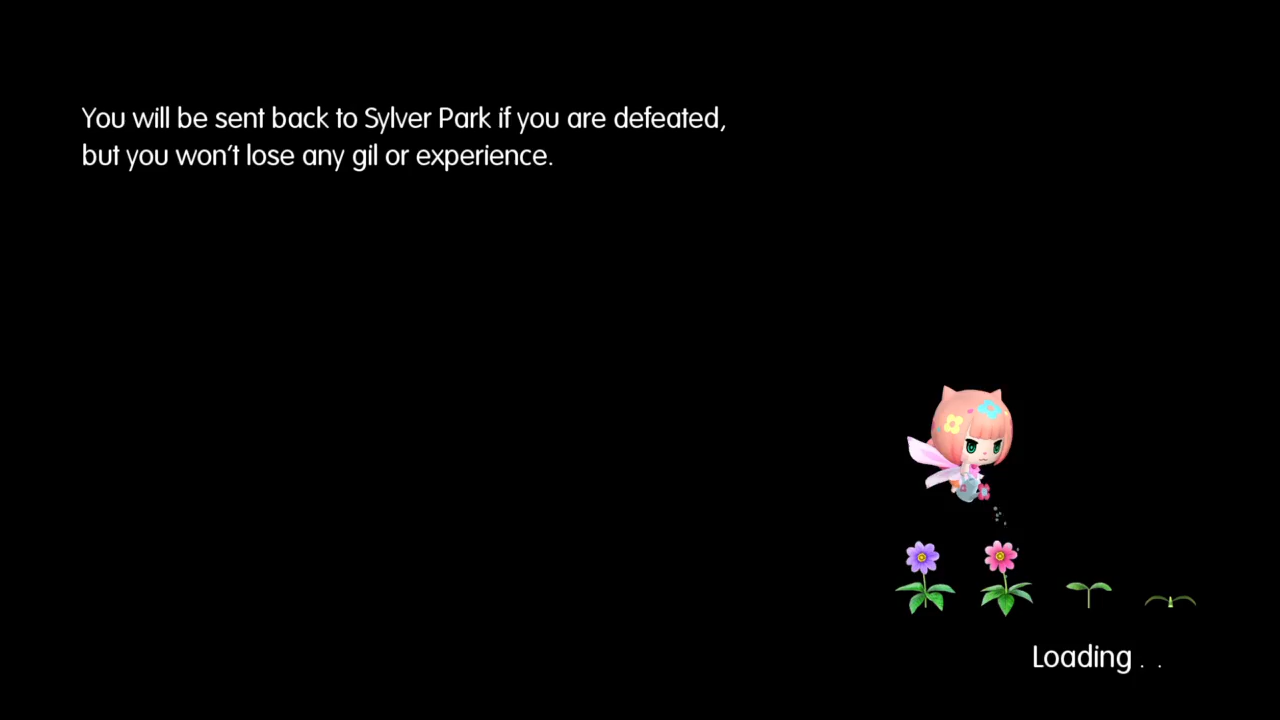 You will be sent back to Sylver Park if you are defeated,
but you won't lose any gil or experience.
Loading . .